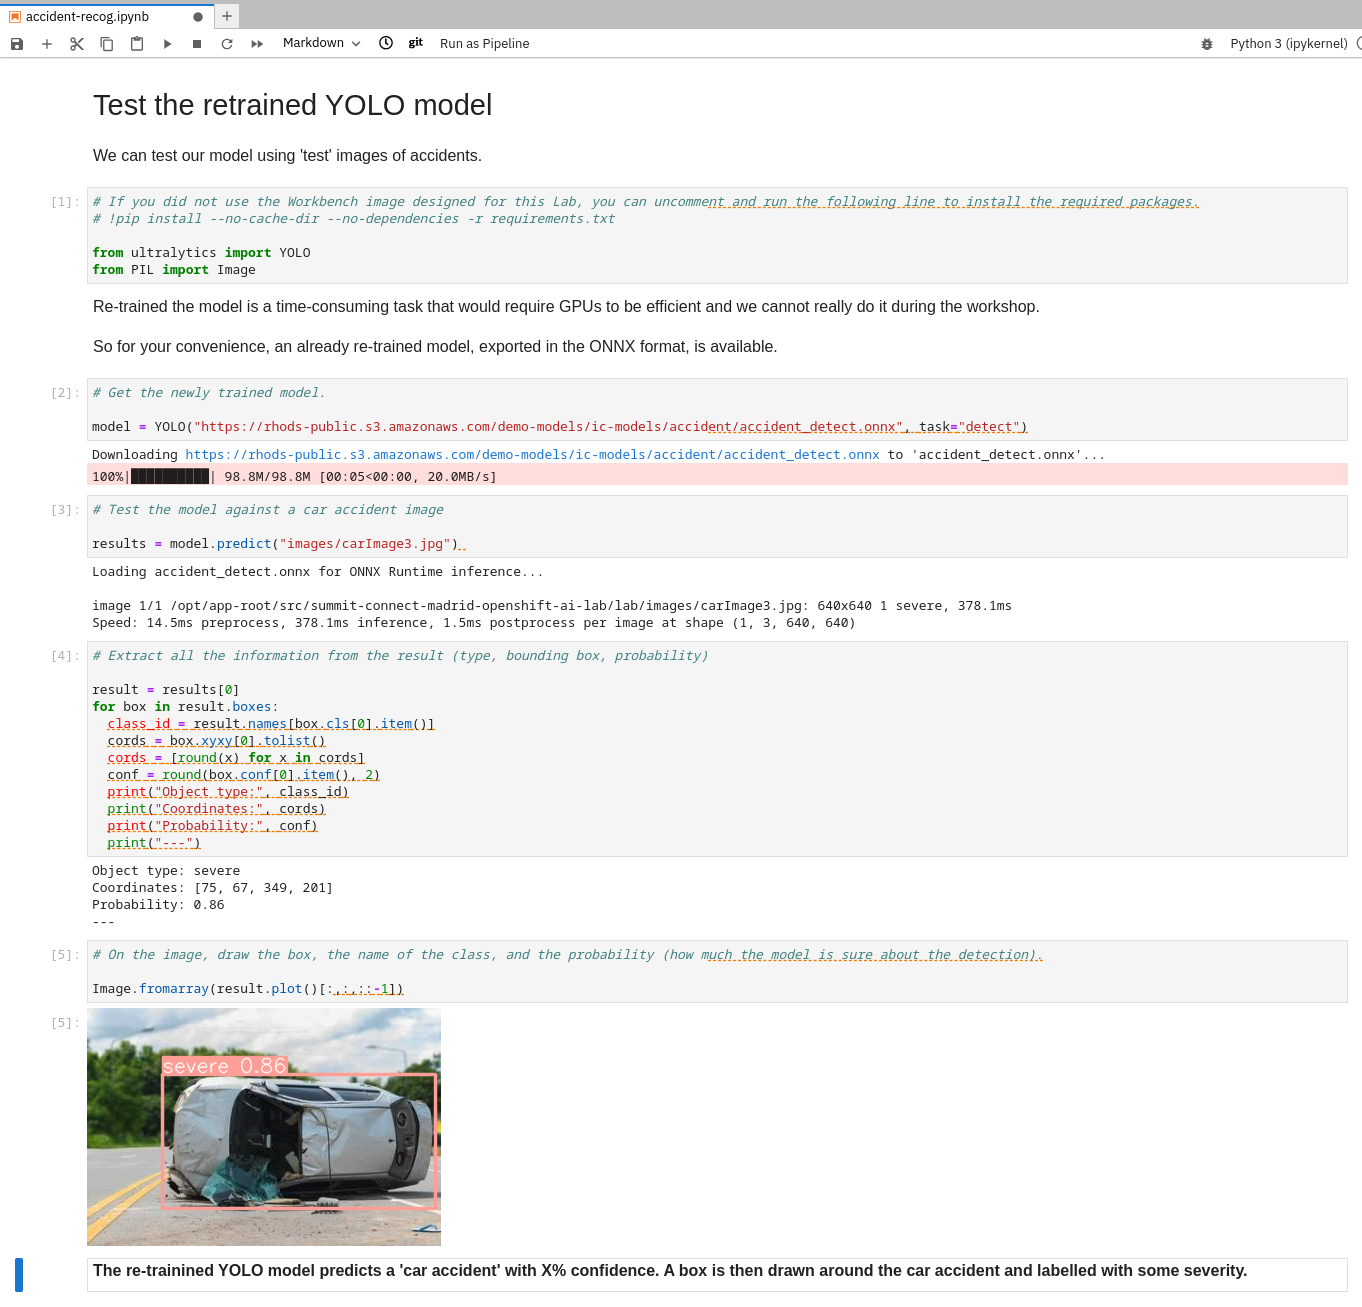 accident-recog.ipynb
Markdown
git
Run as Pipeline
Python 3 (ipykernel)
Test the retrained YOLO model
We can test our model using 'test' images of accidents.
[1]:
# If you did not use the Workbench image designed for this Lab, you can uncomment and run the following line to install the required packages.
# !pip install --no-cache-dir --no-dependencies -r requirements.txt
from ultralytics import YOLO
from PIL import Image
Re-trained the model is a time-consuming task that would require GPUs to be efficient and we cannot really do it during the workshop.
So for your convenience, an already re-trained model, exported in the ONNX format, is available.
[2]:
# Get the newly trained model.
model = YOLO("https://rhods-public.s3.amazonaws.com/demo-models/ic-models/accident/accident_detect.onnx", task="detect")
Downloading https://rhods-public.s3.amazonaws.com/demo-models/ic-models/accident/accident_detect.onnx to 'accident_detect.onnx'...
100%|██████████| 98.8M/98.8M [00:05<00:00, 20.0MB/s]
[3]:
# Test the model against a car accident image
results = model.predict("images/carImage3.jpg")
Loading accident_detect.onnx for ONNX Runtime inference...
image 1/1 /opt/app-root/src/summit-connect-madrid-openshift-ai-lab/lab/images/carImage3.jpg: 640x640 1 severe, 378.1ms
Speed: 14.5ms preprocess, 378.1ms inference, 1.5ms postprocess per image at shape (1, 3, 640, 640)
[4]:
# Extract all the information from the result (type, bounding box, probability)
result = results[0]
for box in result.boxes:
  class_id = result.names[box.cls[0].item()]
  cords = box.xyxy[0].tolist()
  cords = [round(x) for x in cords]
  conf = round(box.conf[0].item(), 2)
  print("Object type:", class_id)
  print("Coordinates:", cords)
  print("Probability:", conf)
  print("---")
Object type: severe
Coordinates: [75, 67, 349, 201]
Probability: 0.86
---
[5]:
# On the image, draw the box, the name of the class, and the probability (how much the model is sure about the detection).
Image.fromarray(result.plot()[:,:,::-1])
[5]:
severe 0.86
The re-trainined YOLO model predicts a 'car accident' with X% confidence. A box is then drawn around the car accident and labelled with some severity.